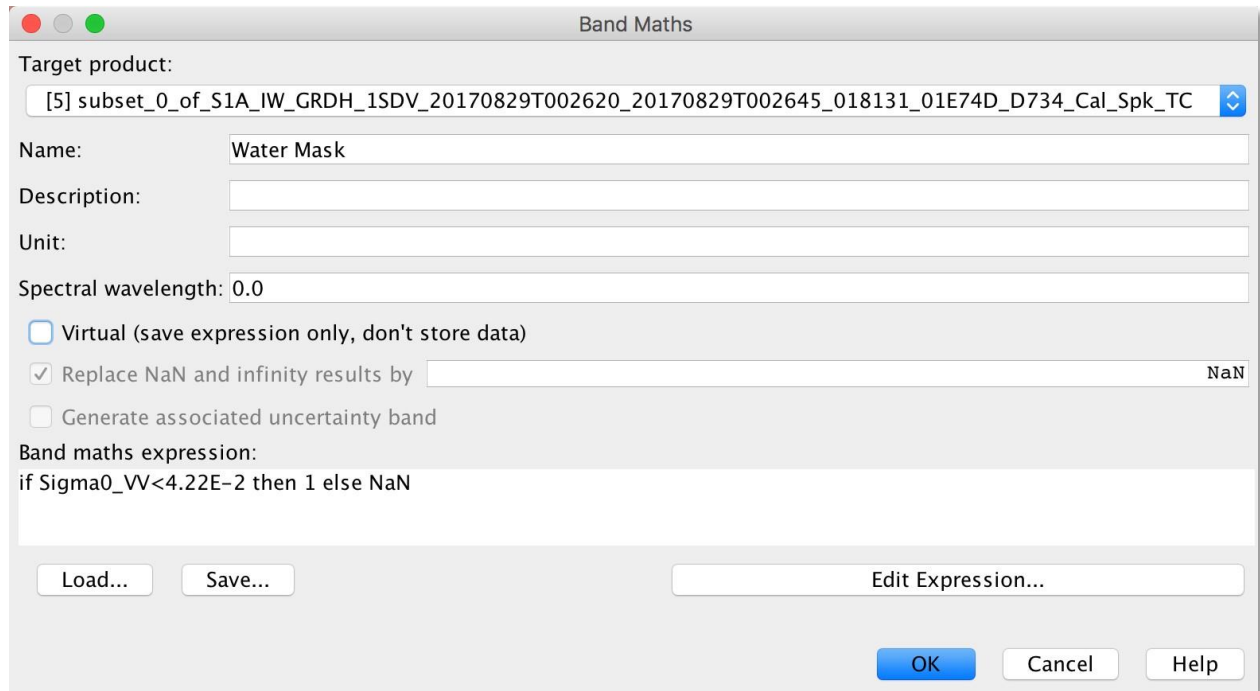 Band Maths
Target product:
[5] subset_0_of_S1A_IW_GRDH_1SDV_20170829T002620_20170829T002645_018131_01E74D_D734_Cal_Spk_TC
Name: Water Mask
Description:
Unit:
Spectral wavelength: 0.0
Virtual (save expression only, don't store data)
Replace NaN and infinity results by NaN
Generate associated uncertainty band
Band maths expression:
if Sigma0_VV<4.22E-2 then 1 else NaN
Load... Save... Edit Expression...
OK Cancel Help